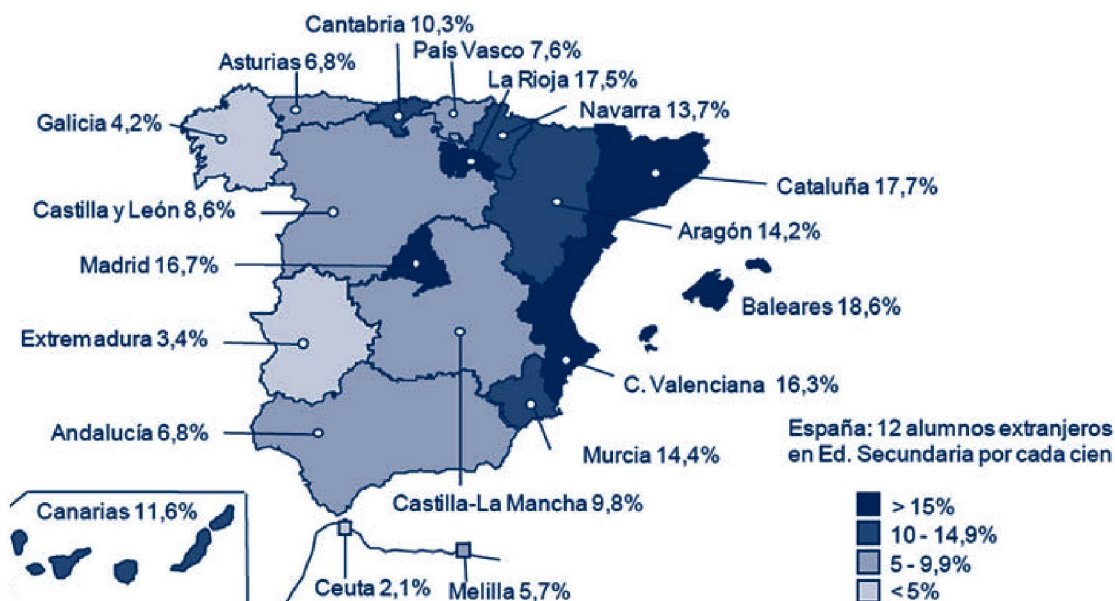 Cantabria 10,3%
País Vasco 7,6%
Asturias 6,8%
La Rioja 17,5%
Navarra 13,7%
Galicia 4,2%
Cataluña 17,7%
Castilla y León 8,6%
Aragón 14,2%
Madrid 16,7%
Baleares 18,6%
Extremadura 3,4%
C. Valenciana 16,3%
Andalucía 6,8%
España: 12 alumnos extranjeros
en Ed. Secundaria por cada cien
Murcia 14,4%
Castilla-La Mancha 9,8%
Canarias 11,6%
> 15%
10 - 14,9%
5 - 9,9%
< 5%
Ceuta 2,1%
Melilla 5,7%